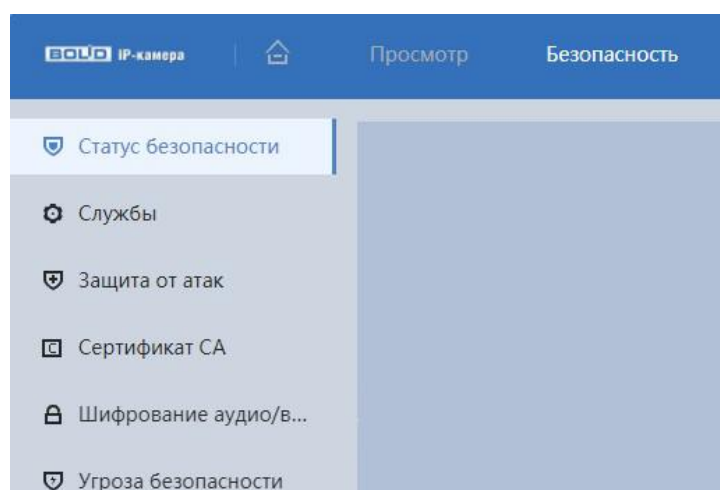 BOLID IP-камера
Просмотр
Безопасность
Статус безопасности
Службы
Защита от атак
Сертификат CA
Шифрование аудио/в...
Угроза безопасности